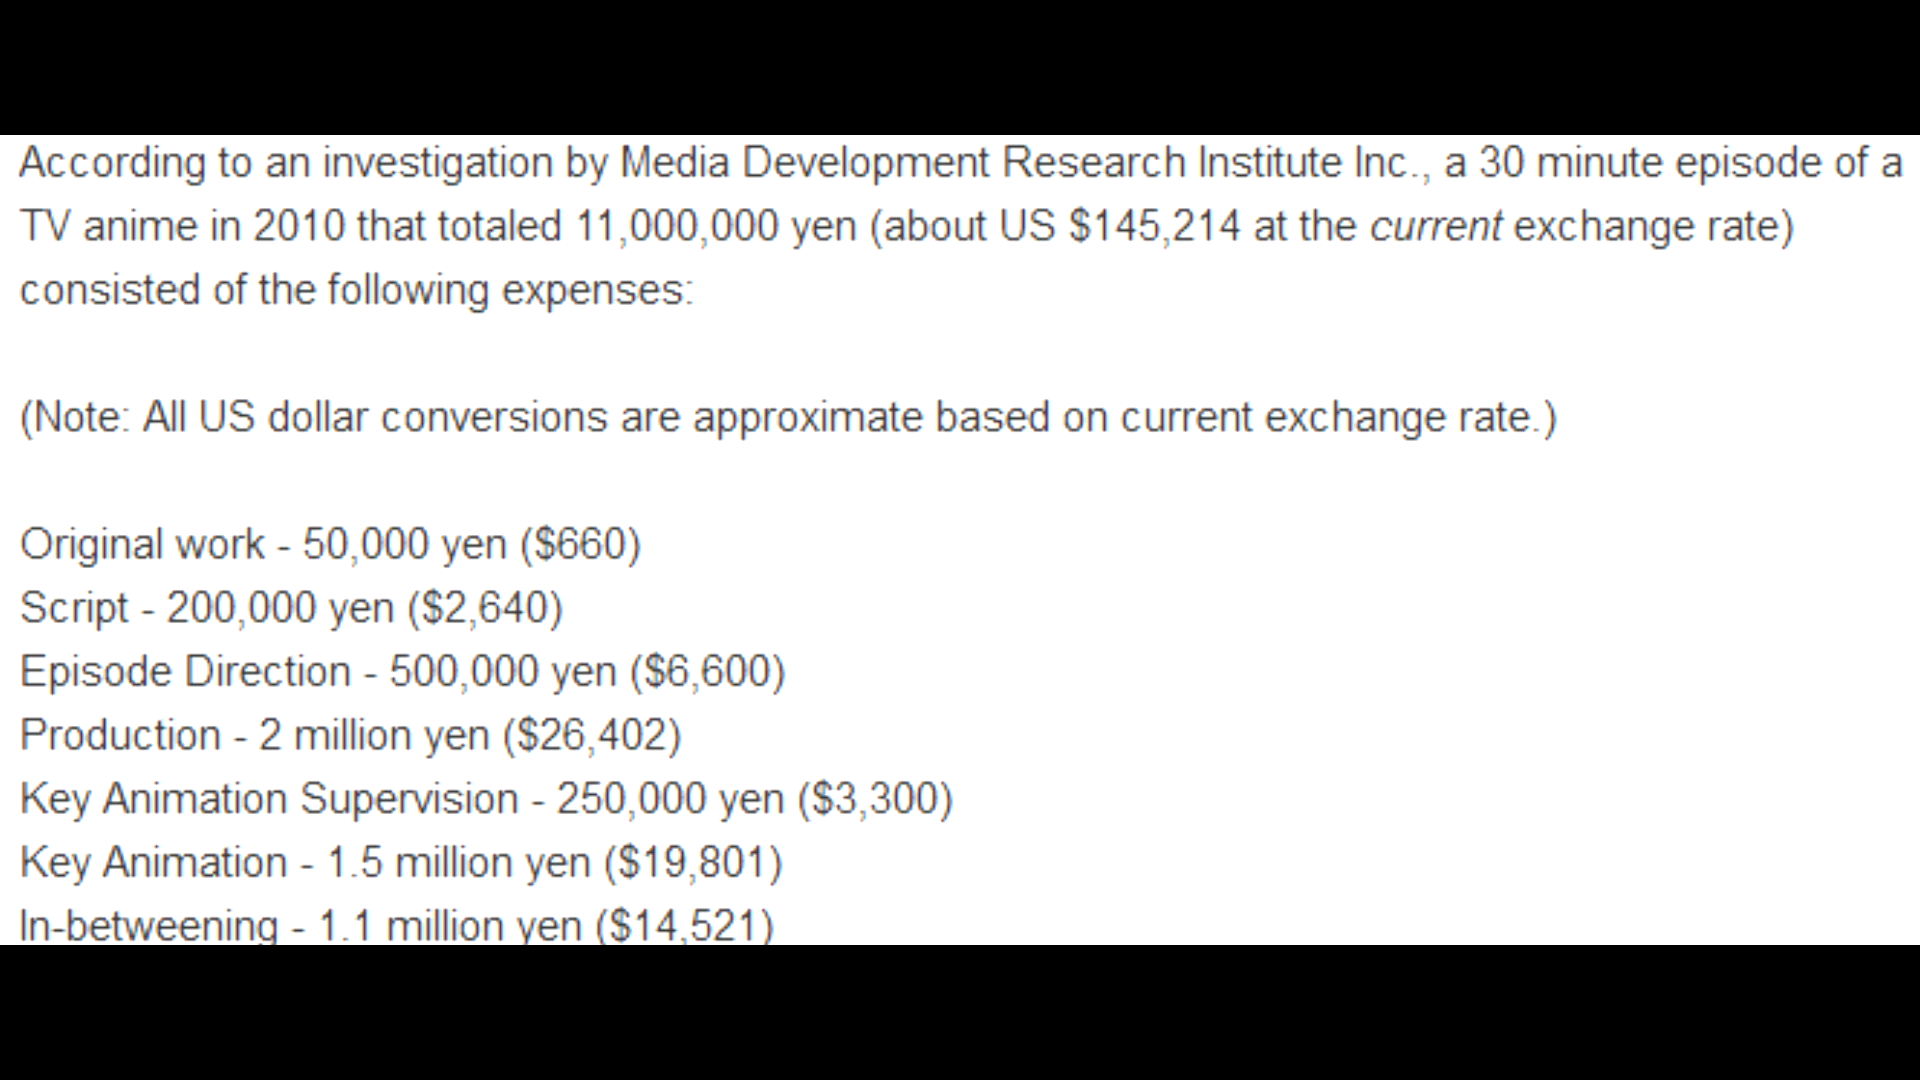 According to an investigation by Media Development Research Institute Inc., a 30 minute episode of a
TV anime in 2010 that totaled 11,000,000 yen (about US $145,214 at the current exchange rate)
consisted of the following expenses:
(Note: All US dollar conversions are approximate based on current exchange rate.)
Original work - 50,000 yen ($660)
Script - 200,000 yen ($2,640)
Episode Direction - 500,000 yen ($6,600)
Production - 2 million yen ($26,402)
Key Animation Supervision - 250,000 yen ($3,300)
Key Animation - 1.5 million yen ($19,801)
In-betweening - 1.1 million yen ($14,521)